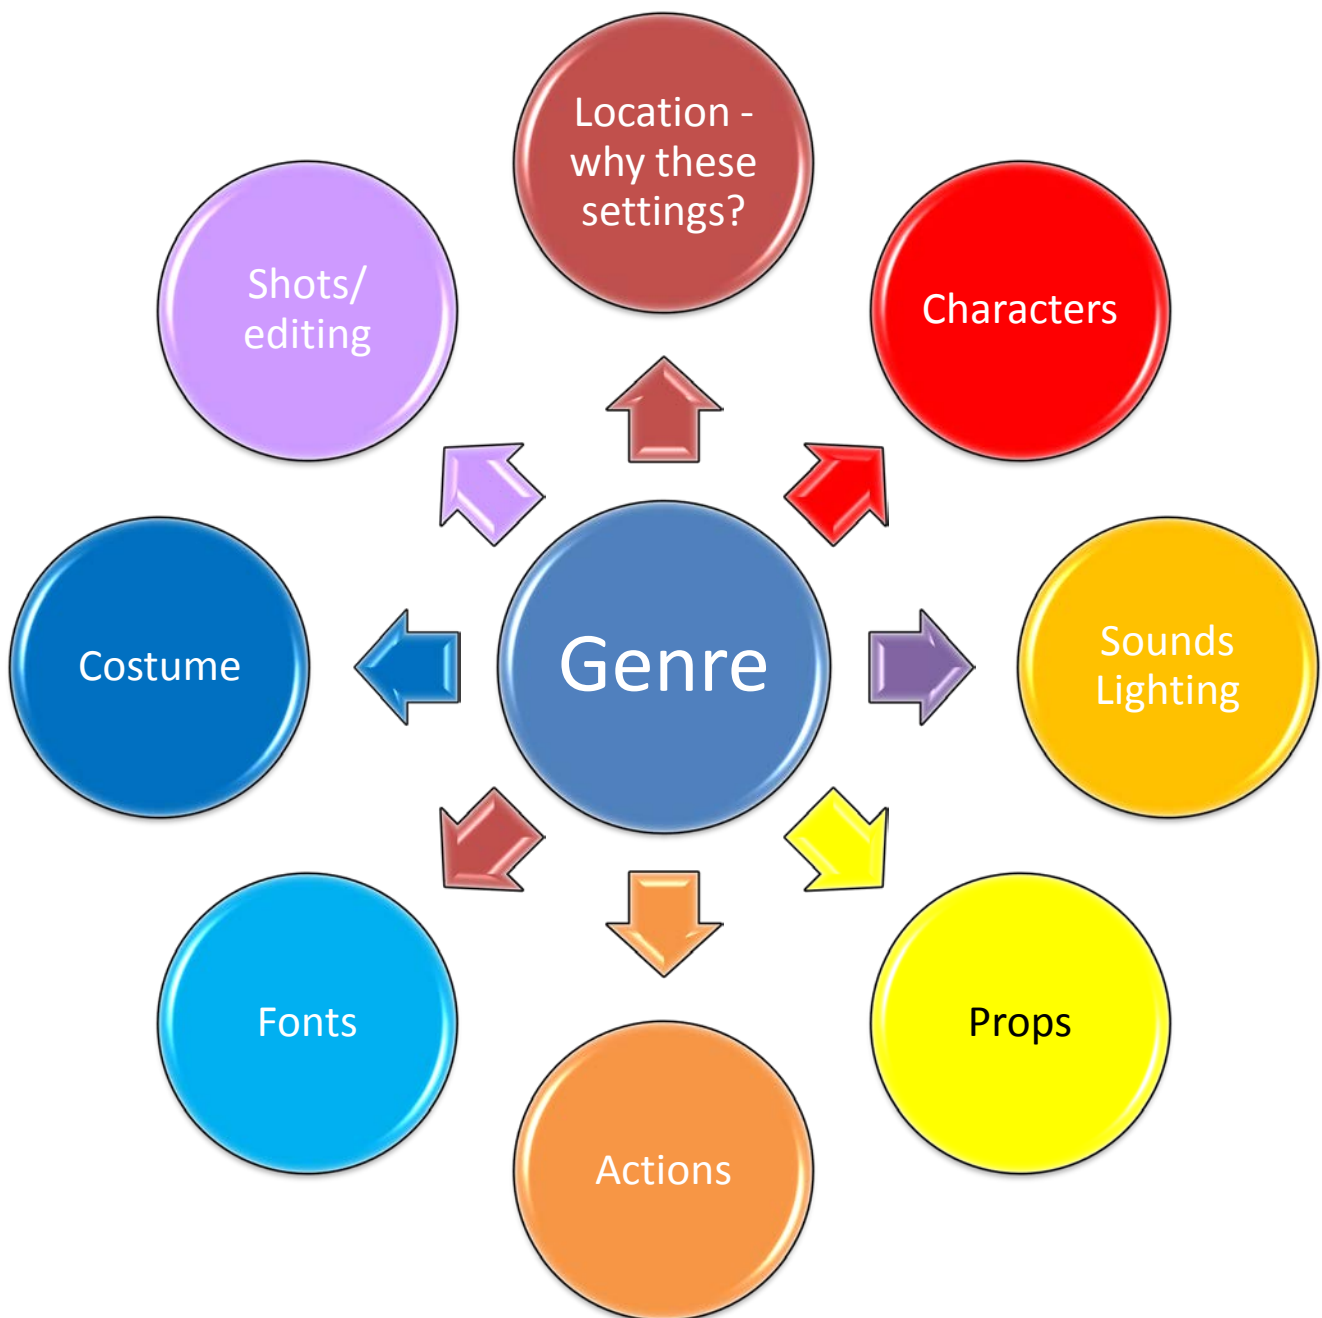 Location -
why these
settings?
Shots/
editing
Characters
Costume
Genre
Sounds
Lighting
Fonts
Props
Actions